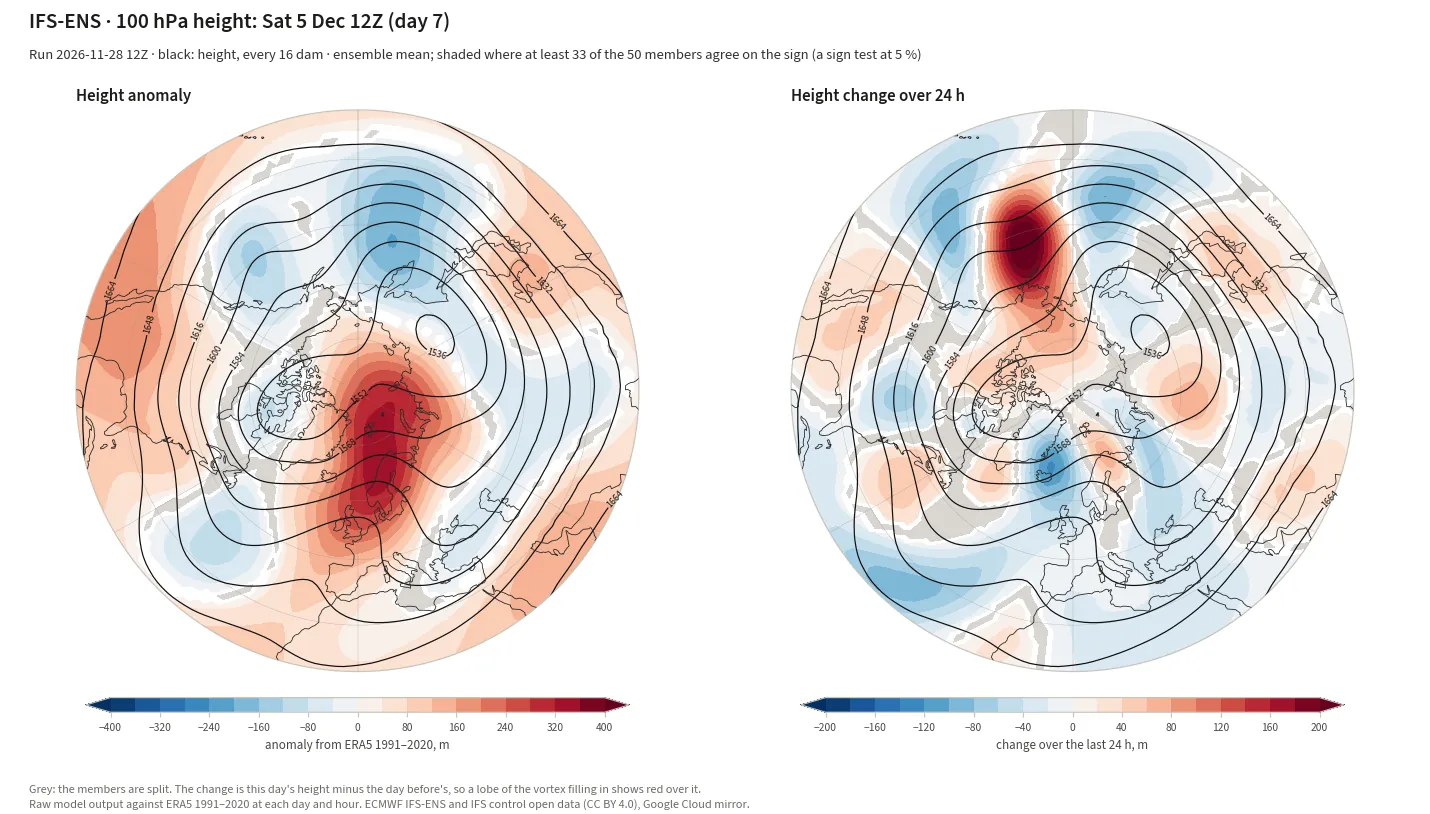 IFS-ENS · 100 hPa height: Sat 5 Dec 12Z (day 7)
Run 2026-11-28 12Z · black: height, every 16 dam · ensemble mean; shaded where at least 33 of the 50 members agree on the sign (a sign test at 5 %)
Height anomaly
Height change over 24 h
1664
1632
1664
1648
1616
1600
1584
1536
1552
1568
1664
1664
1632
1664
1648
1616
1600
1584
1536
1552
1568
1664
−400 −320 −240 −160 −80 0 80 160 240 320 400
anomaly from ERA5 1991–2020, m
−200 −160 −120 −80 −40 0 40 80 120 160 200
change over the last 24 h, m
Grey: the members are split. The change is this day's height minus the day before's, so a lobe of the vortex filling in shows red over it.
Raw model output against ERA5 1991–2020 at each day and hour. ECMWF IFS-ENS and IFS control open data (CC BY 4.0), Google Cloud mirror.